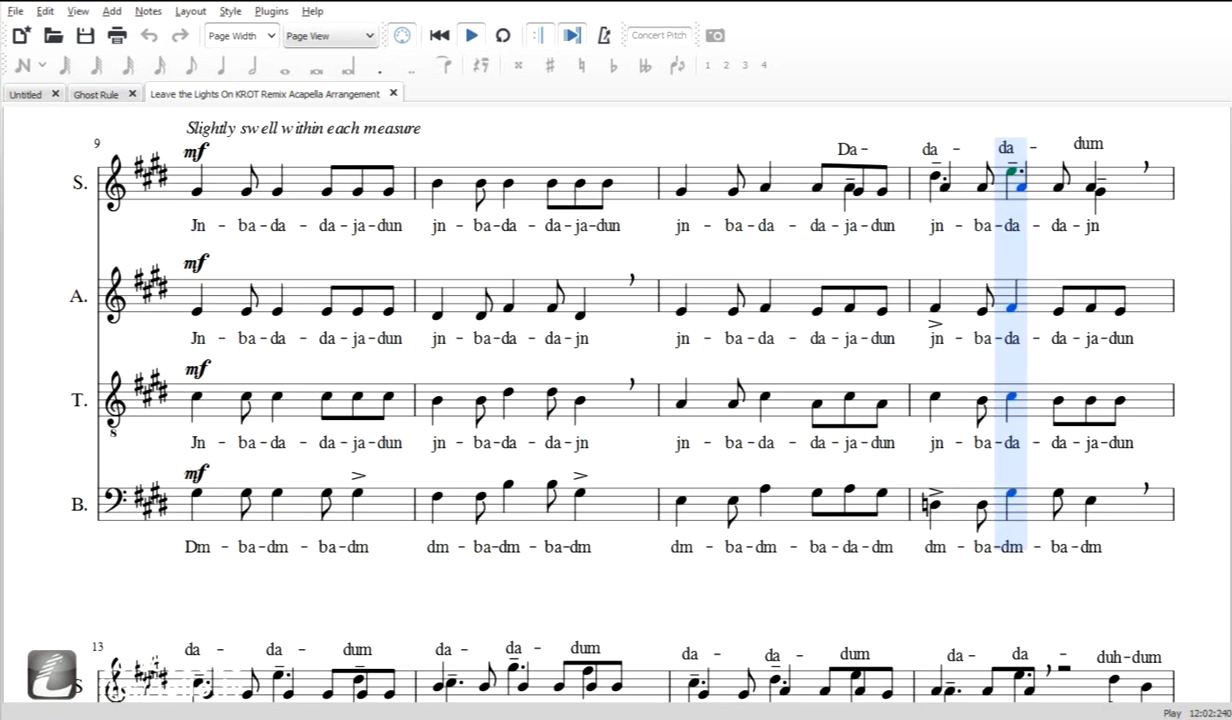 File Edit View Add Notes Layout Style Plugins Help
Page Width Page View Concert Pitch
1 2 3 4
Untitled Ghost Rule Leave the Lights On KROT Remix Acapella Arrangement
Slightly swell within each measure
9
mf
Da - da - da - dum
S.
Jn - ba - da - da - ja - dun jn - ba - da - da - ja - dun jn - ba - da - da - ja - dun jn - ba - da - da - jn
mf
A.
Jn - ba - da - da - ja - dun jn - ba - da - da - jn jn - ba - da - da - ja - dun jn - ba - da - da - ja - dun
mf
T.
8
Jn - ba - da - da - ja - dun jn - ba - da - da - jn jn - ba - da - da - ja - dun jn - ba - da - da - ja - dun
mf
B.
Dm - ba - dm - ba - dm dm - ba - dm - ba - dm dm - ba - dm - ba - da - dm dm - ba - dm - ba - dm
13
da - da - dum da - da - dum da - da - dum da - da - duh - dum
S
Play 12:02:240